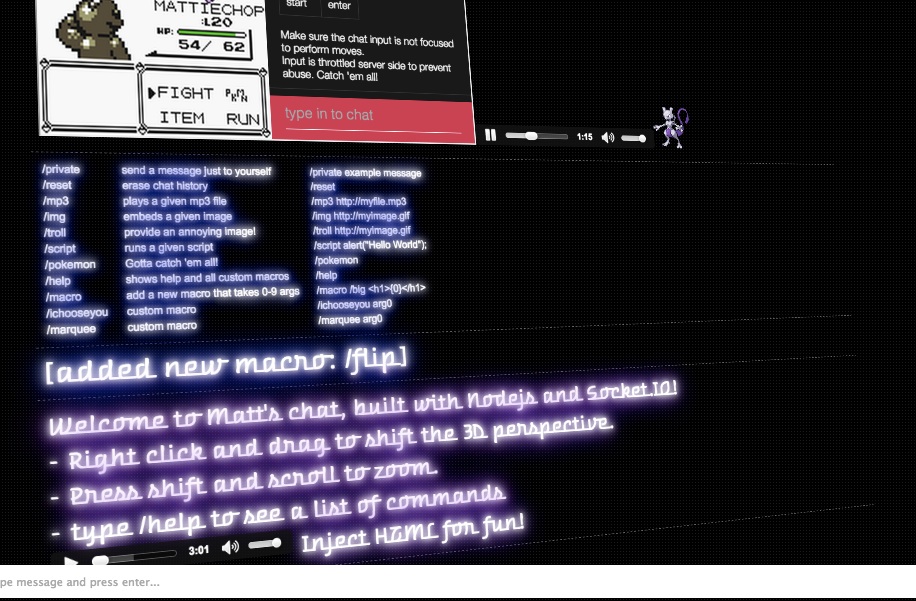 MATTIECHOP
:L20
HP:
54/ 62
FIGHT PKMN
ITEM RUN
start enter
Make sure the chat input is not focused
to perform moves.
Input is throttled server side to prevent
abuse. Catch 'em all!
type in to chat
1:15
/private send a message just to yourself /private example message
/reset erase chat history /reset
/mp3 plays a given mp3 file /mp3 http://myfile.mp3
/img embeds a given image /img http://myimage.gif
/troll provide an annoying image! /troll http://myimage.gif
/script runs a given script /script alert("Hello World");
/pokemon Gotta catch 'em all! /pokemon
/help shows help and all custom macros /help
/macro add a new macro that takes 0-9 args /macro /big <h1>{0}</h1>
/ichooseyou custom macro /ichooseyou arg0
/marquee custom macro /marquee arg0
[added new macro: /flip]
Welcome to Matt's chat, built with Nodejs and Socket.IO!
- Right click and drag to shift the 3D perspective.
- Press shift and scroll to zoom.
- type /help to see a list of commands
3:01
Inject HTML for fun!
pe message and press enter...